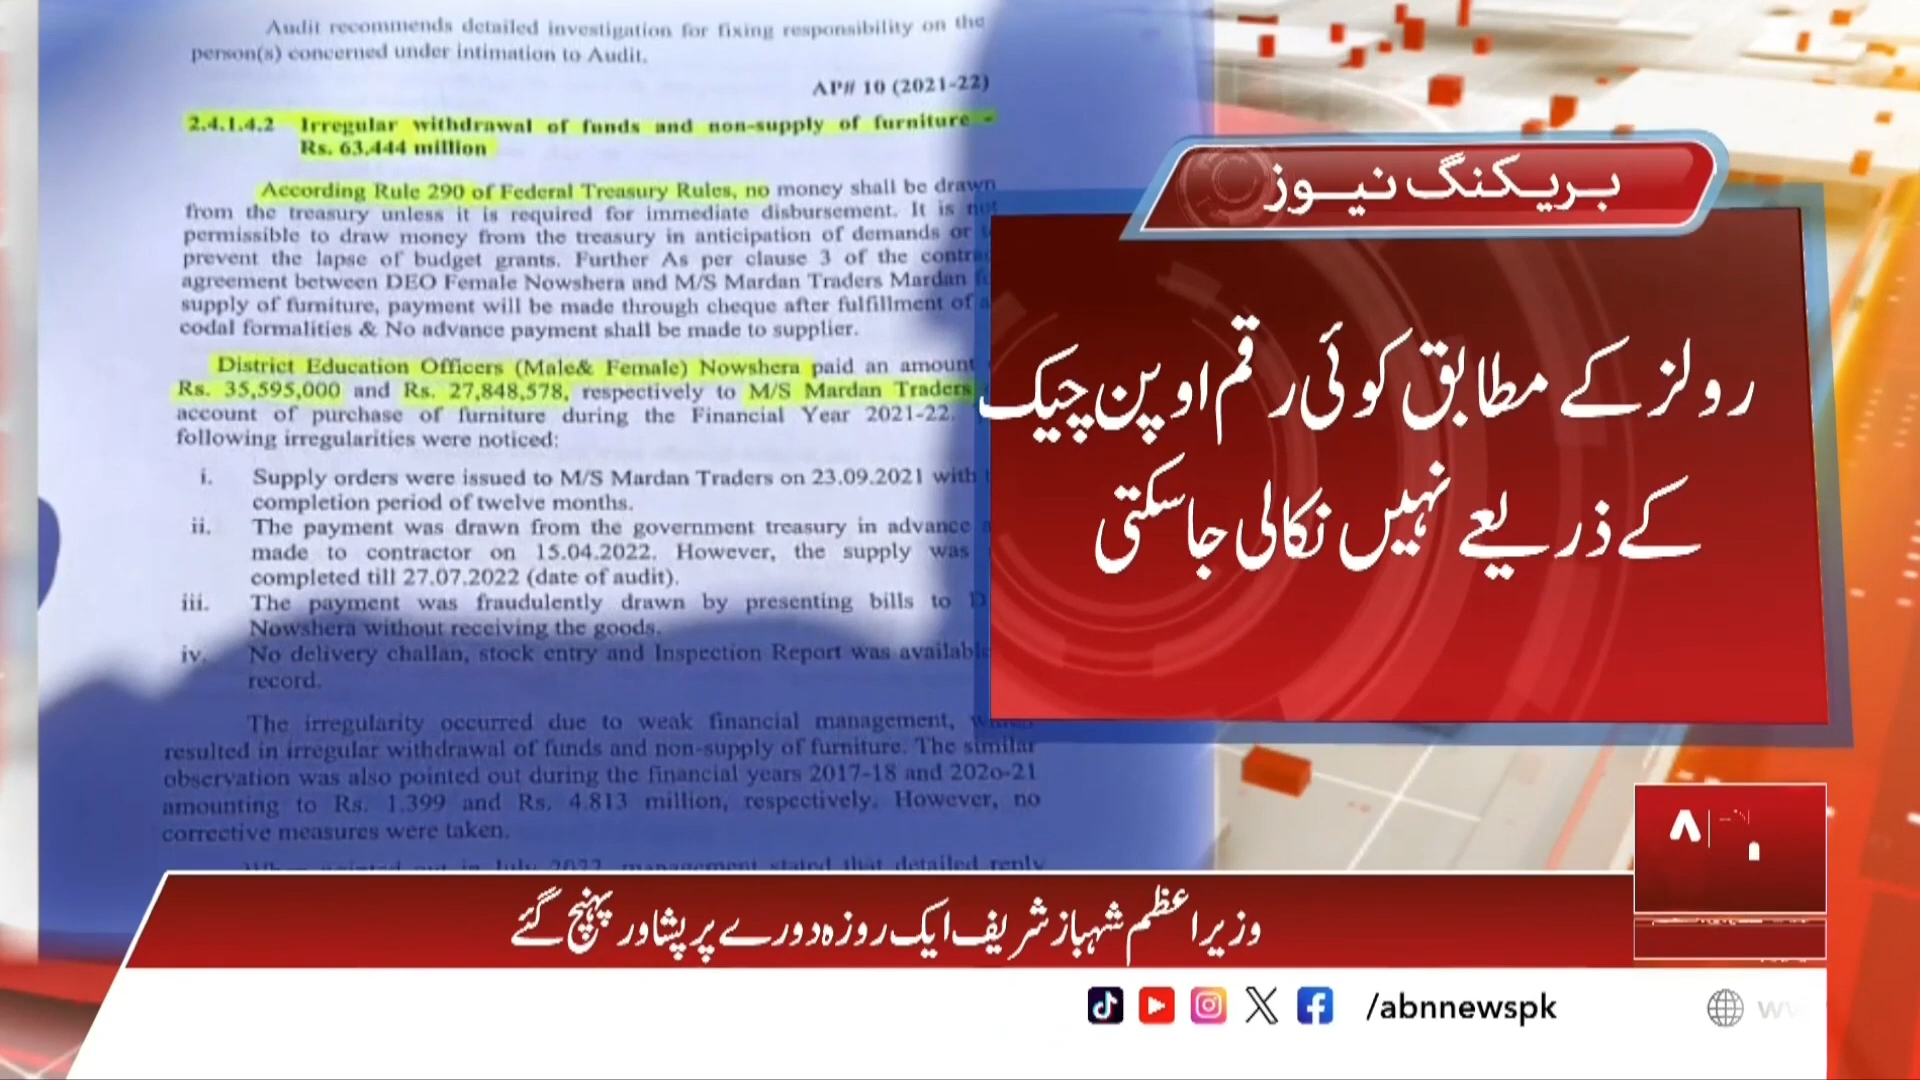 Audit recommends detailed investigation for fixing responsibility on the
person(s) concerned under intimation to Audit.
AP# 10 (2021-22)
2.4.1.4.2 Irregular withdrawal of funds and non-supply of furniture -
Rs. 63.444 million
According Rule 290 of Federal Treasury Rules, no money shall be drawn
from the treasury unless it is required for immediate disbursement. It is not
permissible to draw money from the treasury in anticipation of demands or
prevent the lapse of budget grants. Further As per clause 3 of the
agreement between DEO Female Nowshera and M/S Mardan Traders Mardan
supply of furniture, payment will be made through cheque after fulfillment of
codal formalities & No advance payment shall be made to supplier.
District Education Officers (Male& Female) Nowshera paid an amount
Rs. 35,595,000 and Rs. 27,848,578, respectively to M/S Mardan Traders
account of purchase of furniture during the Financial Year 2021-22.
following irregularities were noticed:
i. Supply orders were issued to M/S Mardan Traders on 23.09.2021 with
completion period of twelve months.
ii. The payment was drawn from the government treasury in advance
made to contractor on 15.04.2022. However, the supply was
completed till 27.07.2022 (date of audit).
iii. The payment was fraudulently drawn by presenting bills to
Nowshera without receiving the goods.
iv. No delivery challan, stock entry and Inspection Report was available
record.
The irregularity occurred due to weak financial management,
resulted in irregular withdrawal of funds and non-supply of furniture. The similar
observation was also pointed out during the financial years 2017-18 and 202o-21
amounting to Rs. 1.399 and Rs. 4.813 million, respectively. However, no
corrective measures were taken.
management stated that detailed reply
بریکنگ نیوز
رولز کے مطابق کوئی رقم اوپن چیک
کے ذریعے نہیں نکالی جاسکتی
وزیراعظم شہباز شریف ایک روزہ دورے پر پشاور پہنچ گئے
/abnnewspk